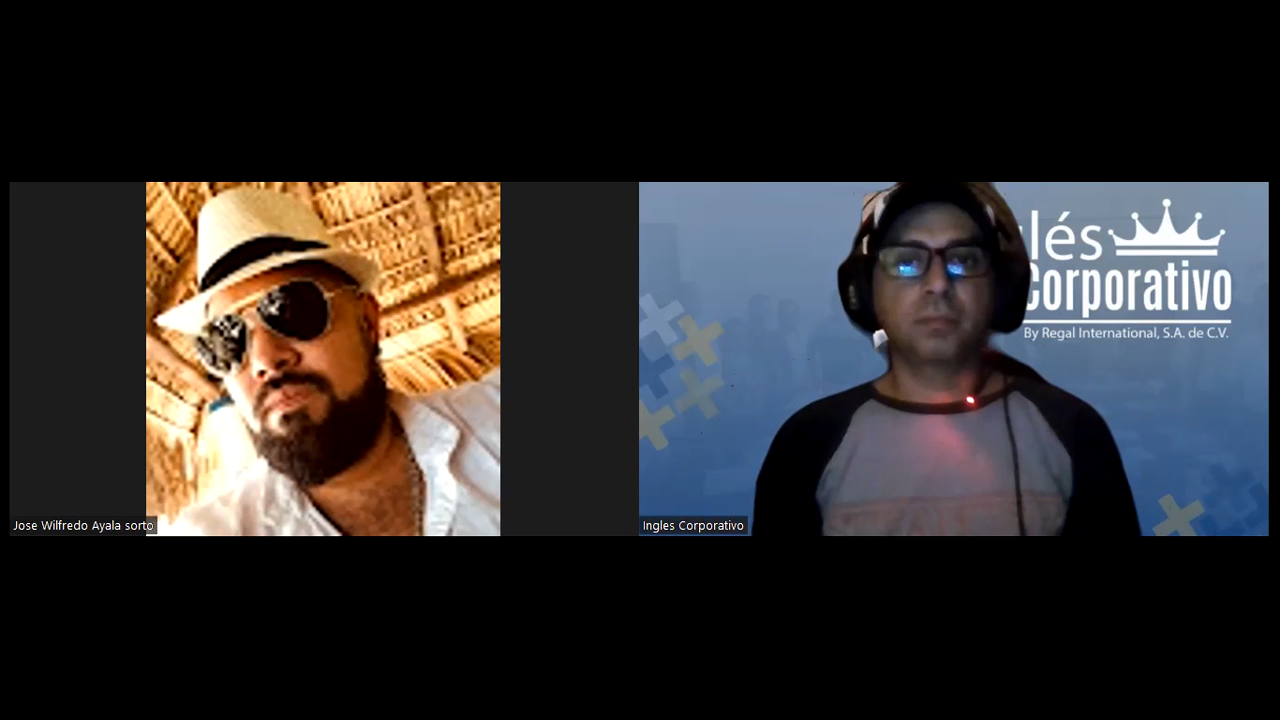 lés
Corporativo
By Regal International, S.A. de C.V.
Jose Wilfredo Ayala sorto
Ingles Corporativo